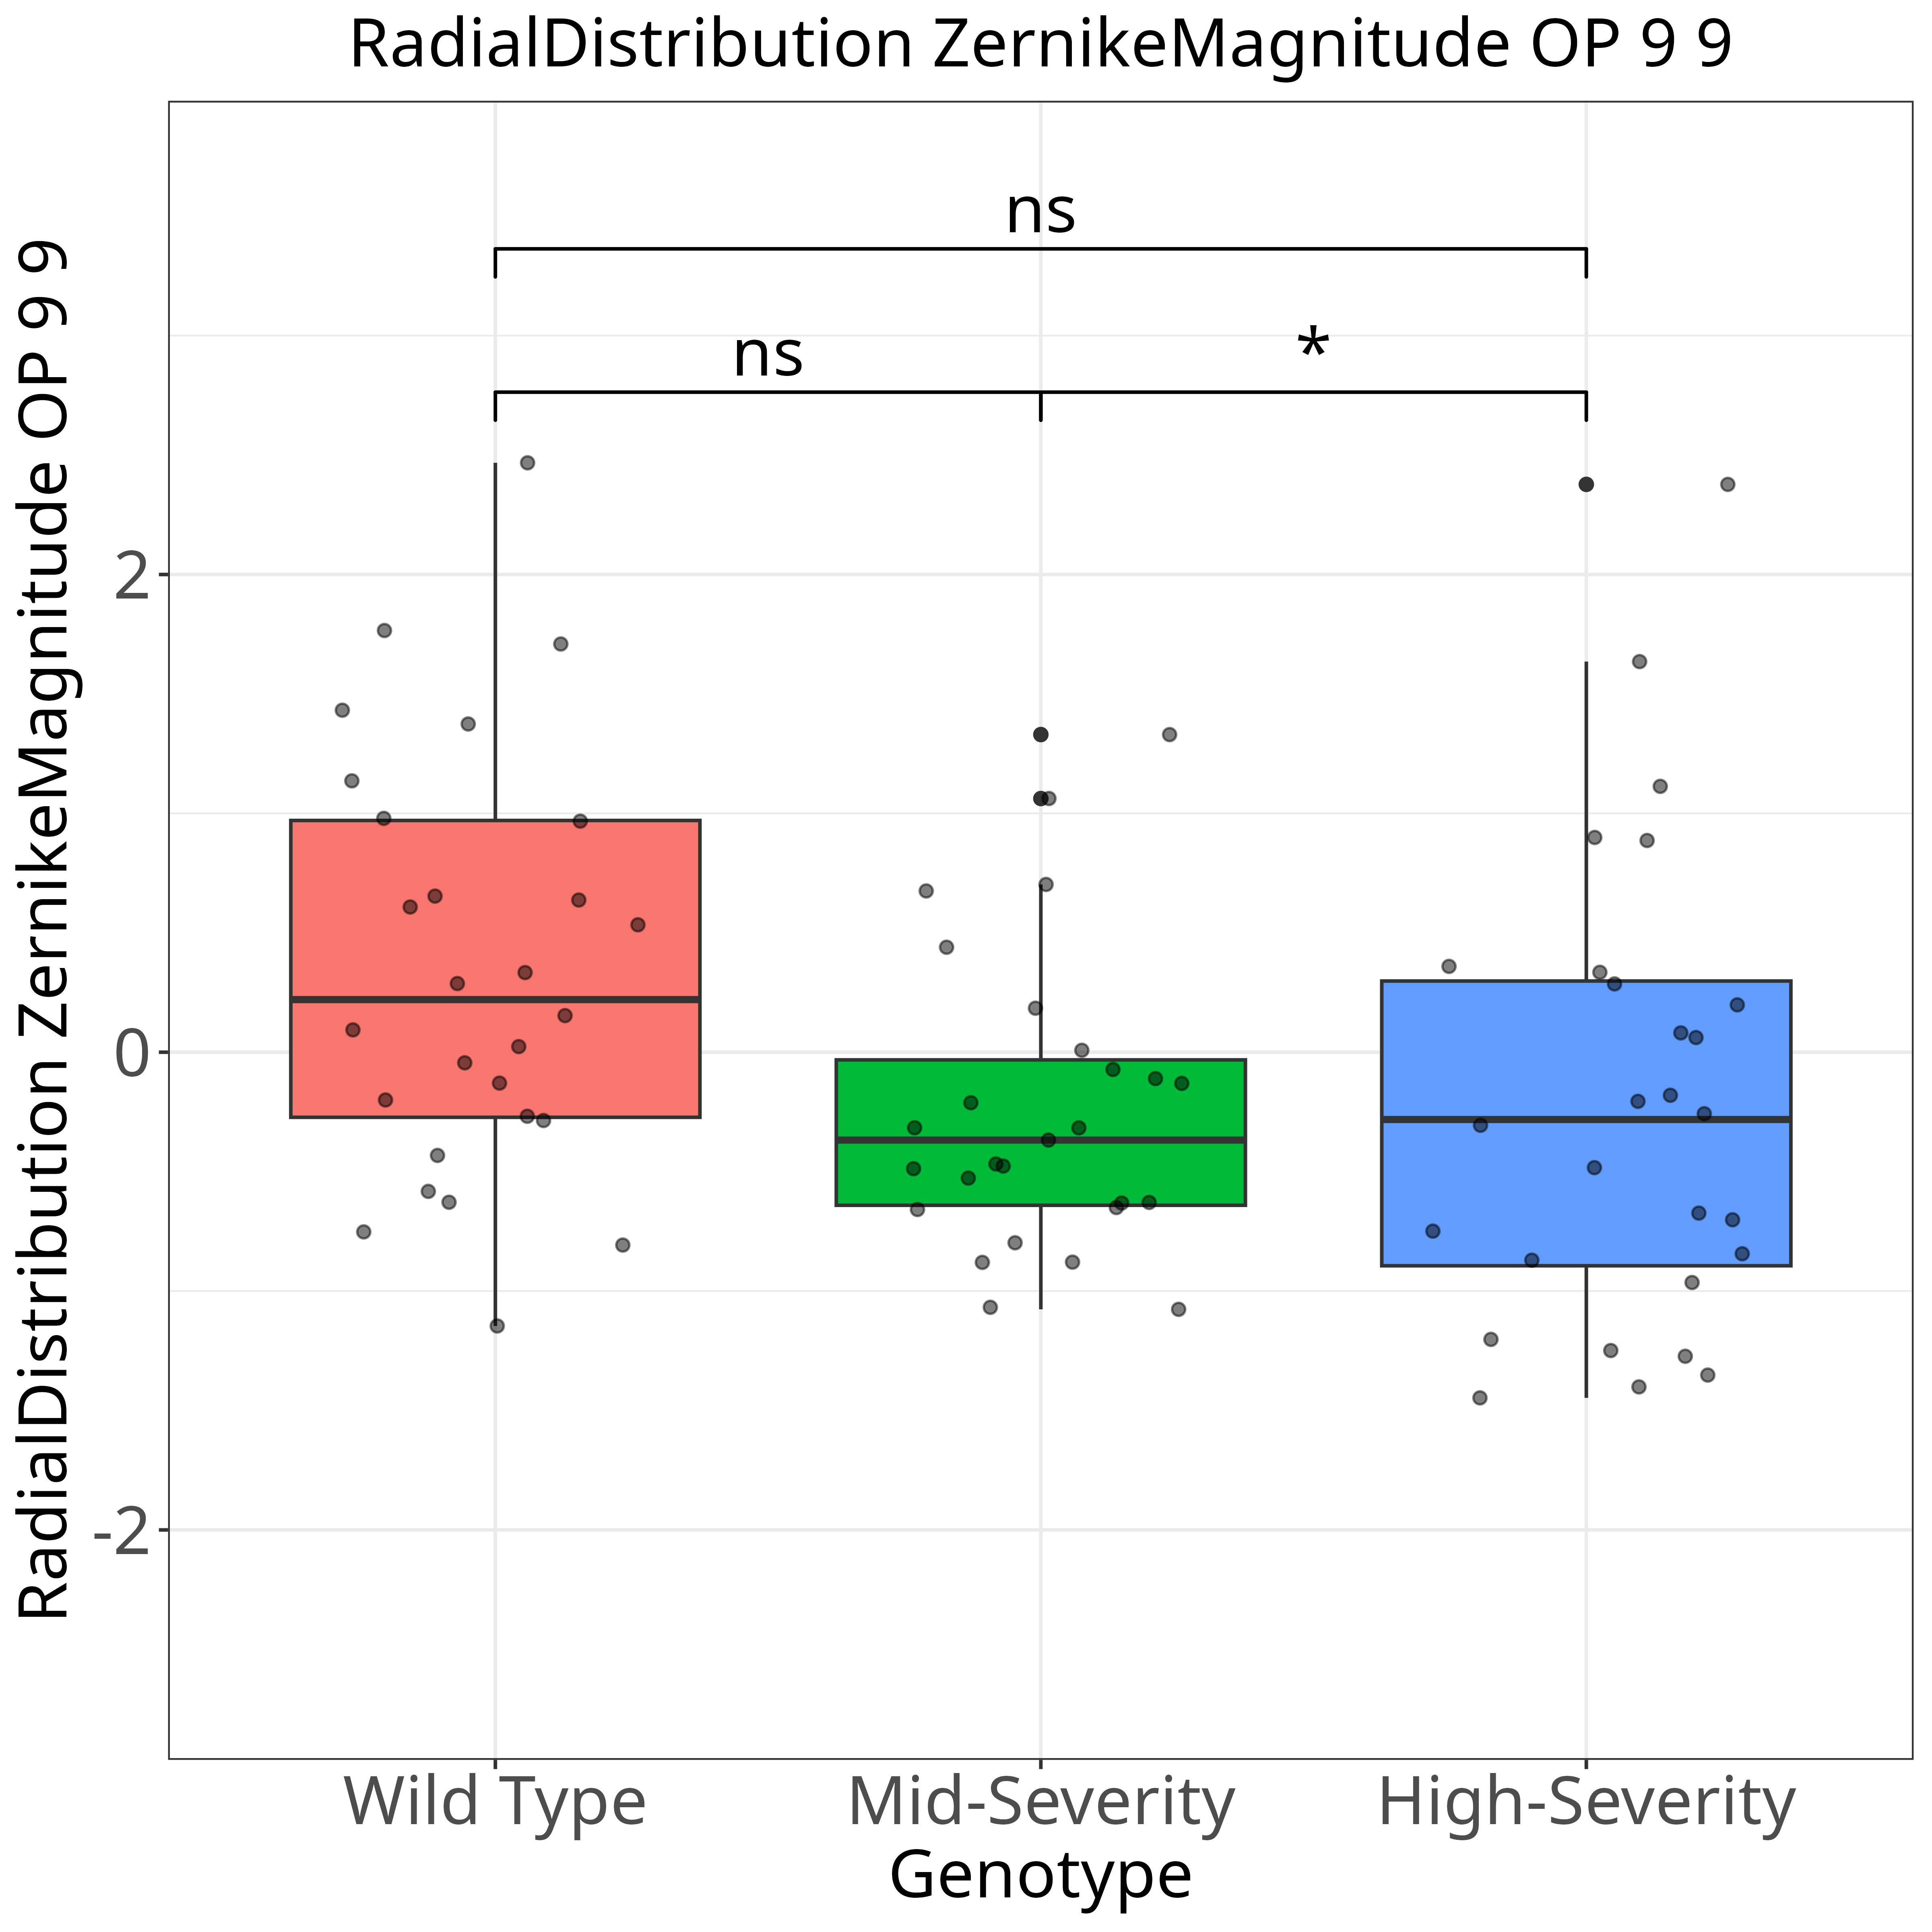 RadialDistribution ZernikeMagnitude OP 9 9
RadialDistribution ZernikeMagnitude OP 9 9
ns
ns
*
2
0
-2
Wild Type
Mid-Severity
High-Severity
Genotype